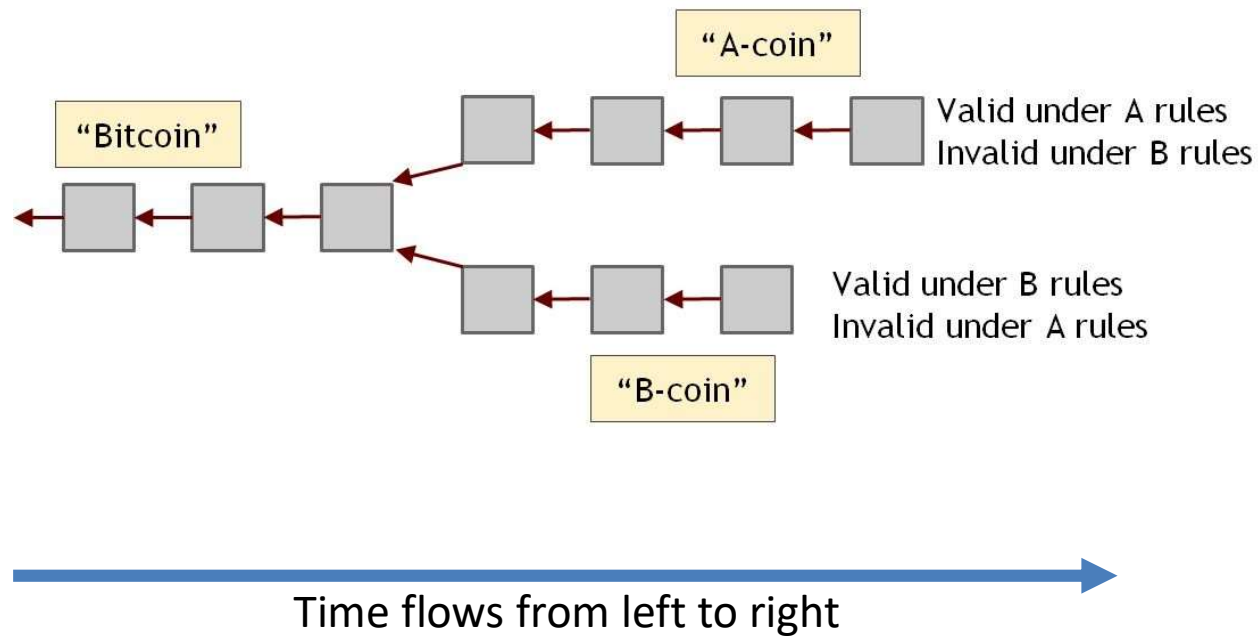 “A-coin”
“Bitcoin”
Valid under A rules
Invalid under B rules
Valid under B rules
Invalid under A rules
“B-coin”
Time flows from left to right